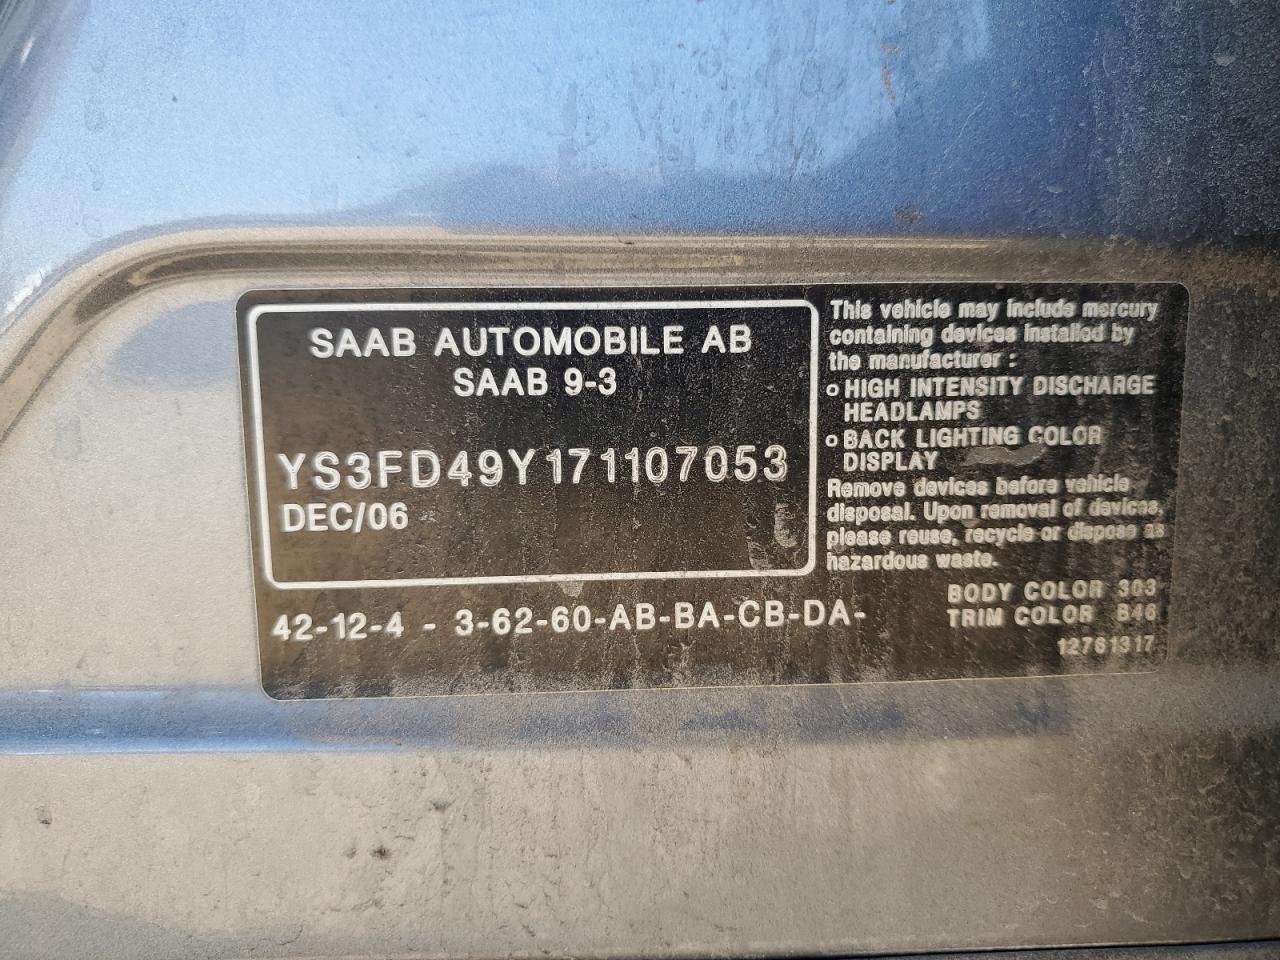 SAAB AUTOMOBILE AB
SAAB 9-3
YS3FD49Y171107053
DEC/06
42-12-4 - 3-62-60-AB-BA-CB-DA-
This vehicle may include mercury
containing devices installed by
the manufacturer :
o HIGH INTENSITY DISCHARGE
HEADLAMPS
o BACK LIGHTING COLOR
DISPLAY
Remove devices before vehicle
disposal. Upon removal of devices,
please reuse, recycle or dispose as
hazardous waste.
BODY COLOR 303
TRIM COLOR B46
12761317